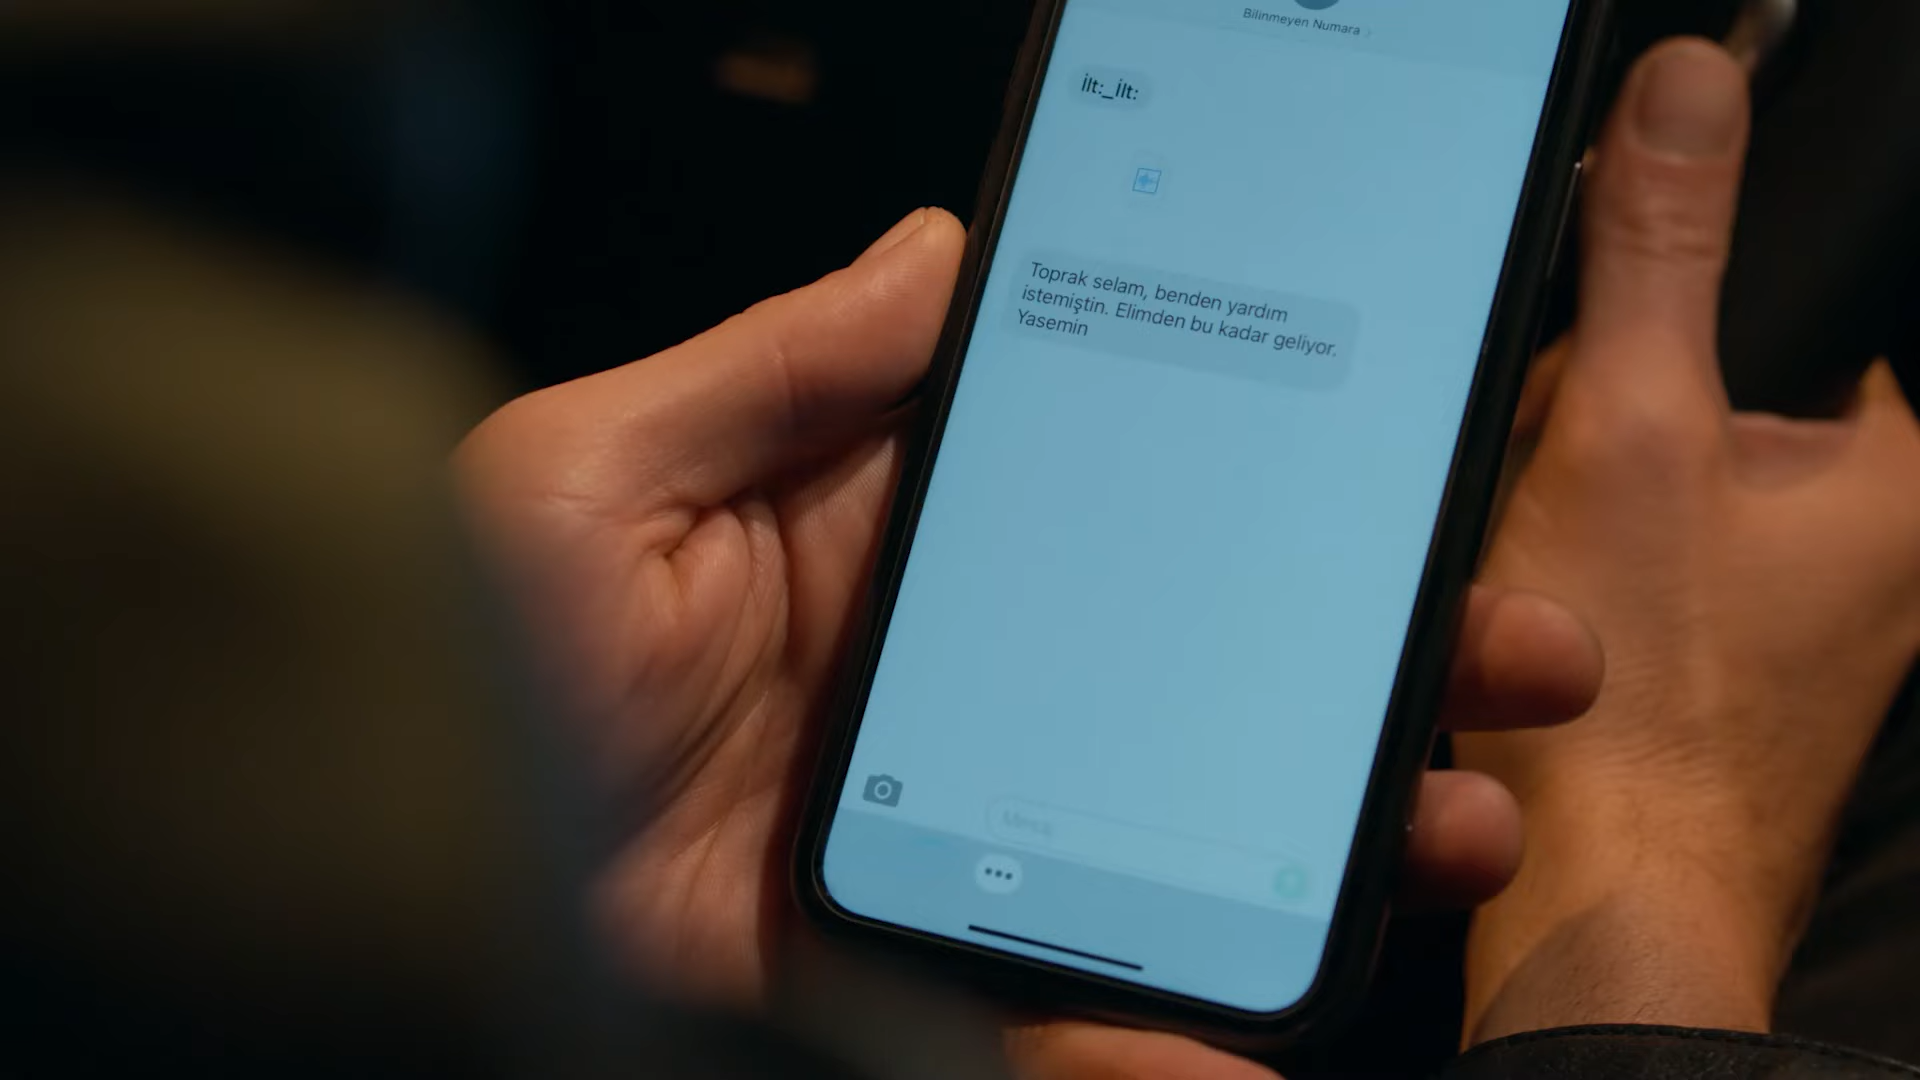 Bilinmeyen Numara
İlt:_İlt:
Toprak selam, benden yardım
istemiştin. Elimden bu kadar geliyor.
Yasemin